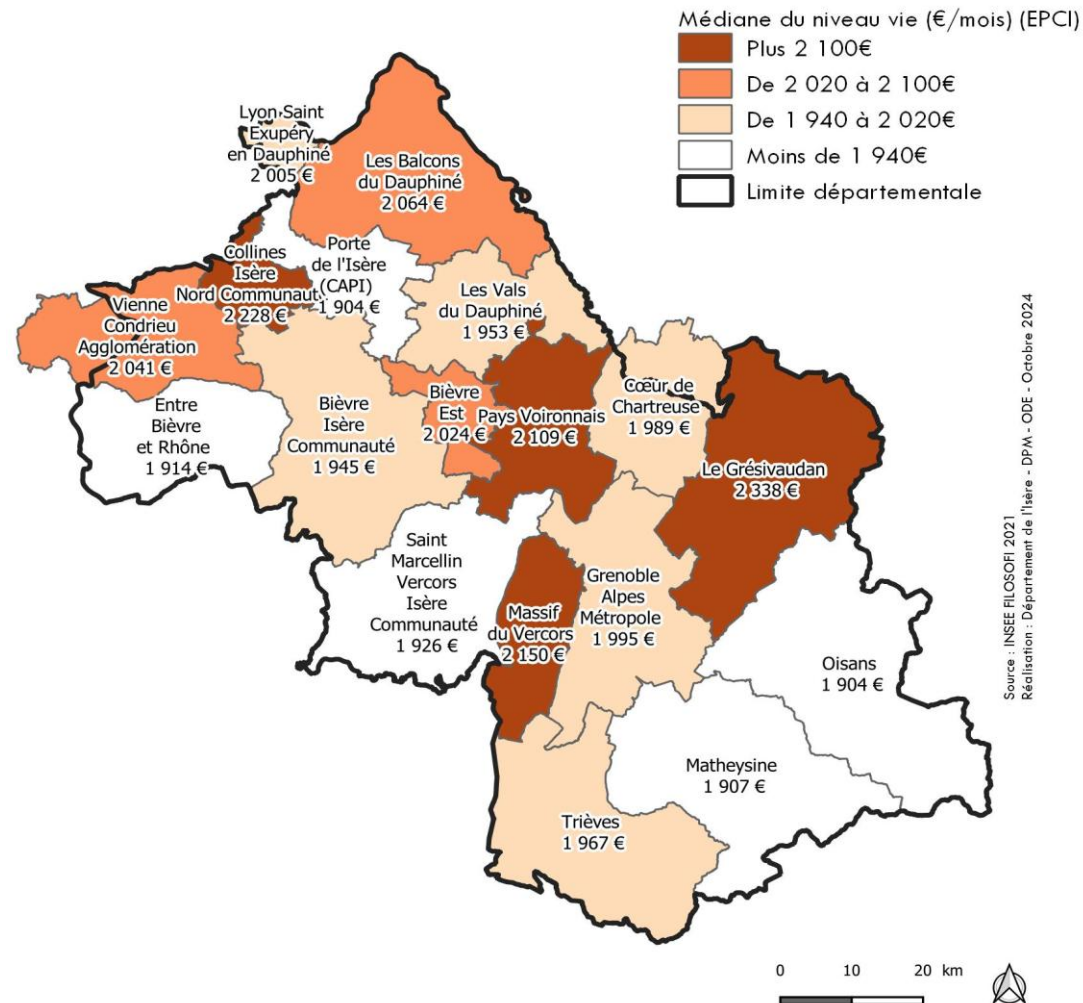 Médiane du niveau vie (€/mois) (EPCI)
Plus 2 100€
De 2 020 à 2 100€
De 1 940 à 2 020€
Moins de 1 940€
Limite départementale
Lyon Saint
Exupéry
en Dauphiné
2 005 €
Les Balcons
du Dauphiné
2 064 €
Collines
Isère
Nord Communauté
2 228 €
Porte
de l'Isère
(CAPI)
1 904 €
Les Vals
du Dauphiné
1 953 €
Vienne
Condrieu
Agglomération
2 041 €
Entre
Bièvre
et Rhône
1 914 €
Bièvre
Isère
Communauté
1 945 €
Bièvre
Est
2 024 €
Pays Voironnais
2 109 €
Cœur de
Chartreuse
1 989 €
Le Grésivaudan
2 338 €
Saint
Marcellin
Vercors
Isère
Communauté
1 926 €
Massif
du Vercors
2 150 €
Grenoble
Alpes
Métropole
1 995 €
Oisans
1 904 €
Matheysine
1 907 €
Trièves
1 967 €
Source : INSEE FILOSOFI 2021
Réalisation : Département de l'Isère - DPM - ODE - Octobre 2024
0 10 20 km